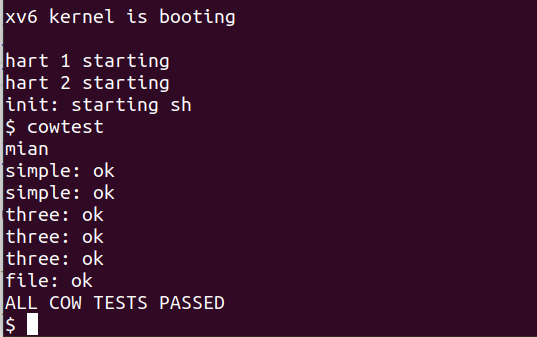 xv6 kernel is booting
hart 1 starting
hart 2 starting
init: starting sh
$ cowtest
mian
simple: ok
simple: ok
three: ok
three: ok
three: ok
file: ok
ALL COW TESTS PASSED
$